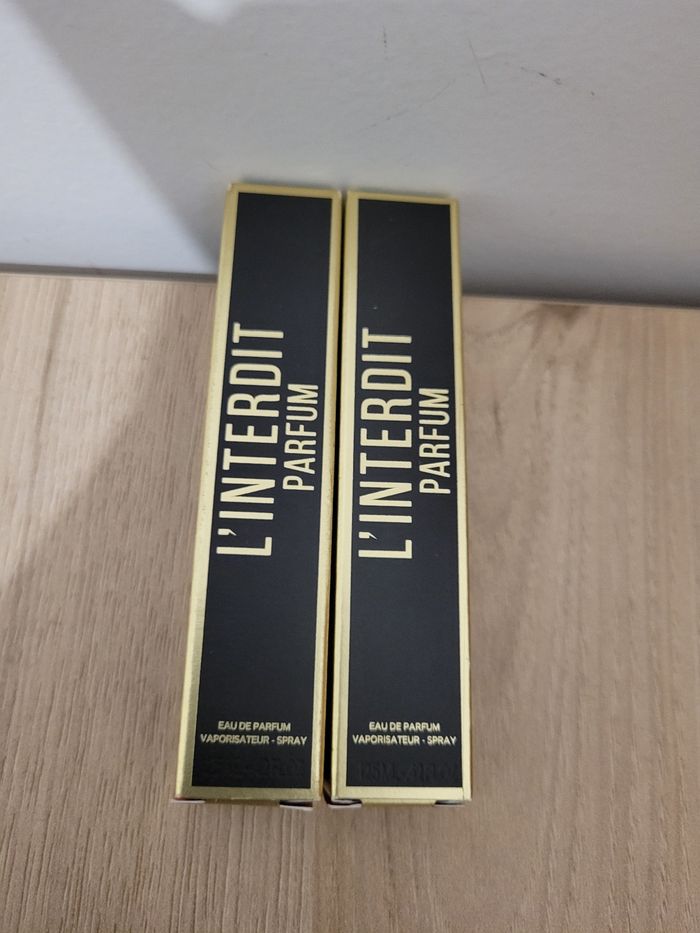 L'INTERDIT
PARFUM
EAU DE PARFUM
VAPORISATEUR - SPRAY
L'INTERDIT
PARFUM
EAU DE PARFUM
VAPORISATEUR - SPRAY